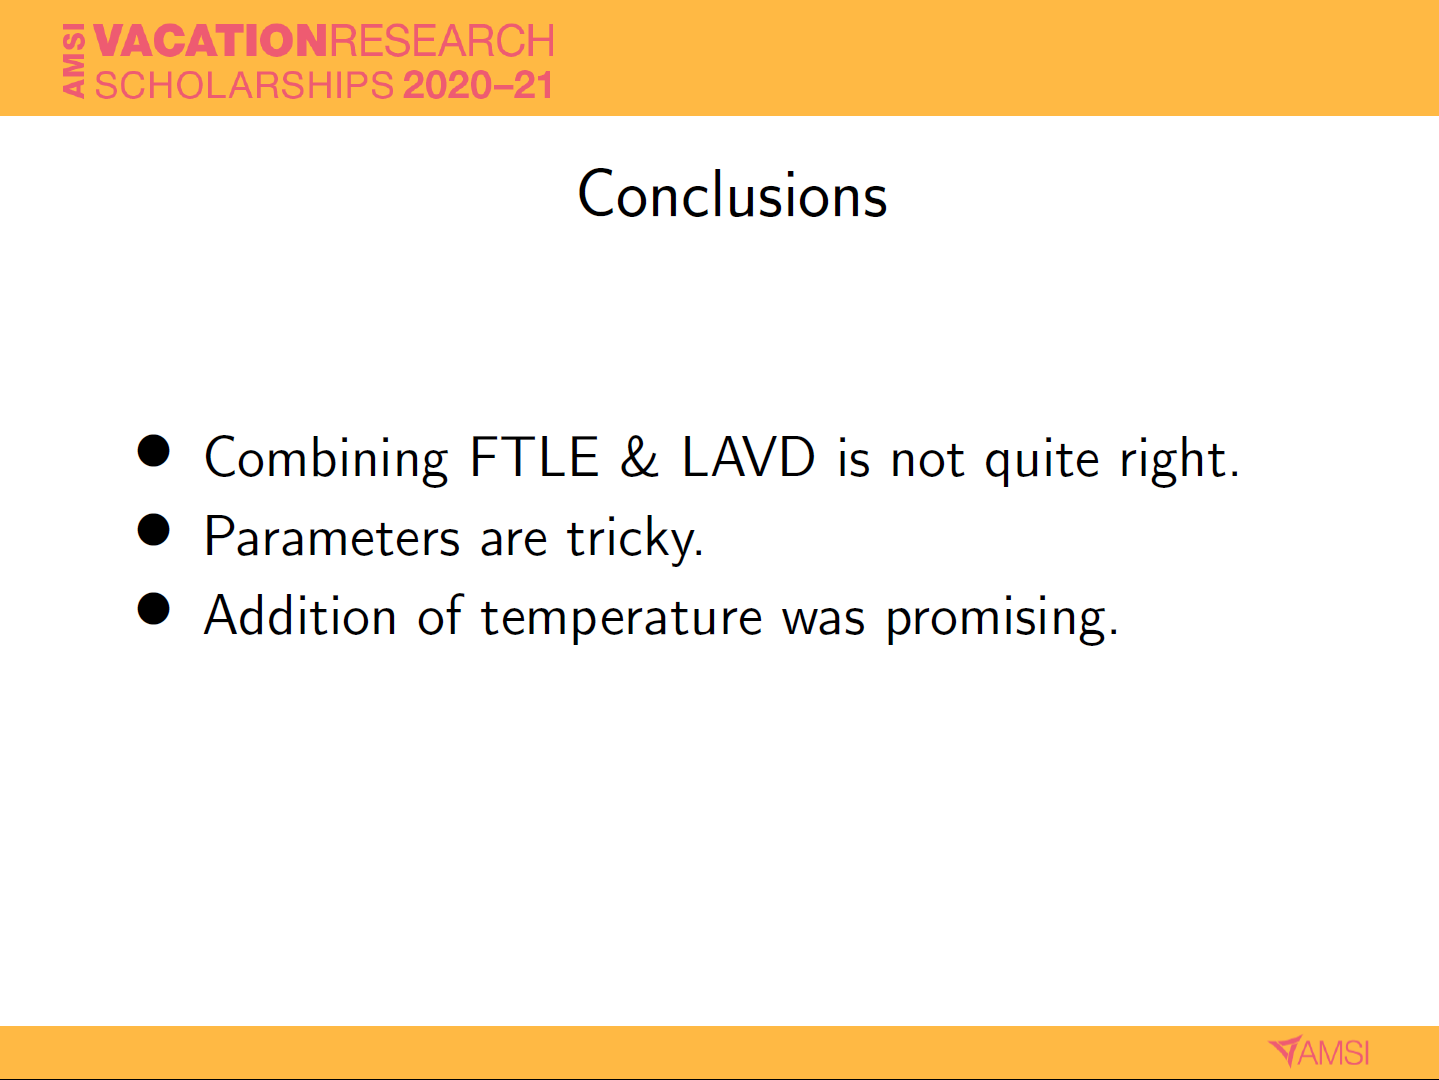 AMSI
VACATIONRESEARCH
SCHOLARSHIPS 2020–21
Conclusions
● Combining FTLE & LAVD is not quite right.
● Parameters are tricky.
● Addition of temperature was promising.
AMSI